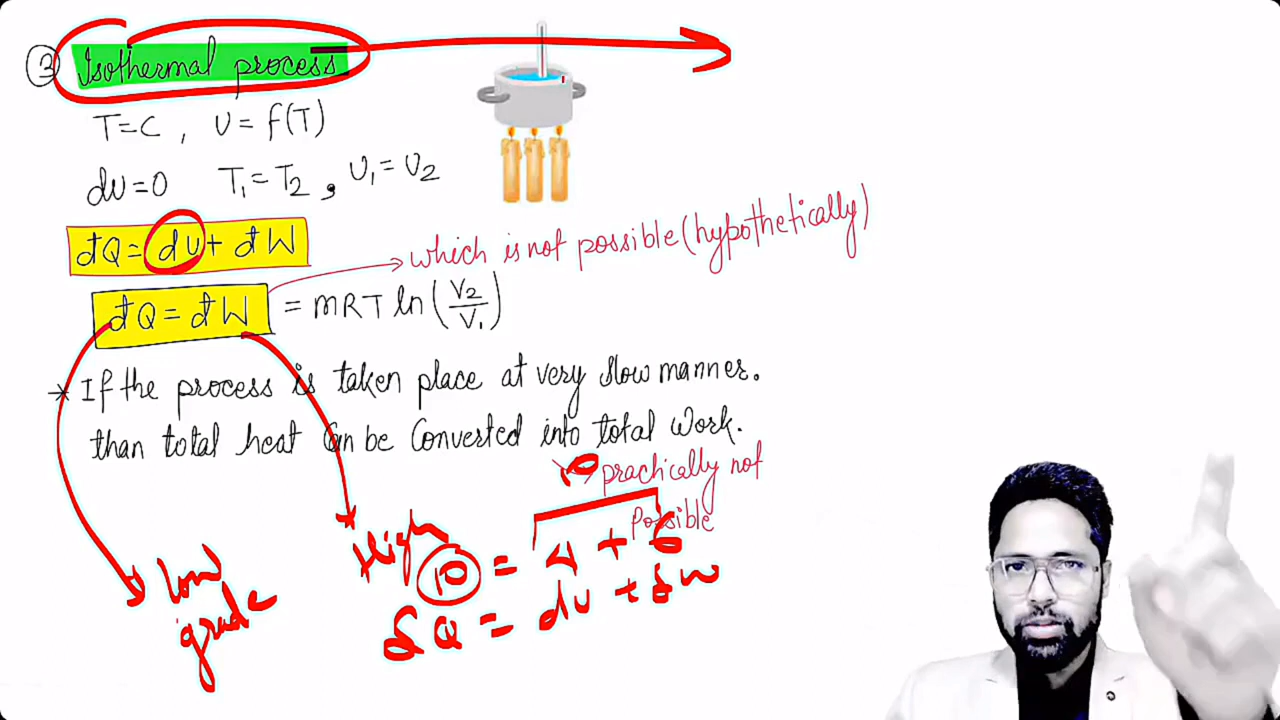 ③ Isothermal process
T=C , U = f(T)
dU=0 T₁=T₂ , U₁=U₂
đQ = dU + đW
which is not possible (hypothetically)
đQ = đW = mRT ln (V₂/V₁)
* If the process is taken place at very slow manner.
than total heat can be Converted into total Work.
10 → practically not
possible
High
10 = 4 + 6
low
grade
δQ = dU + δW